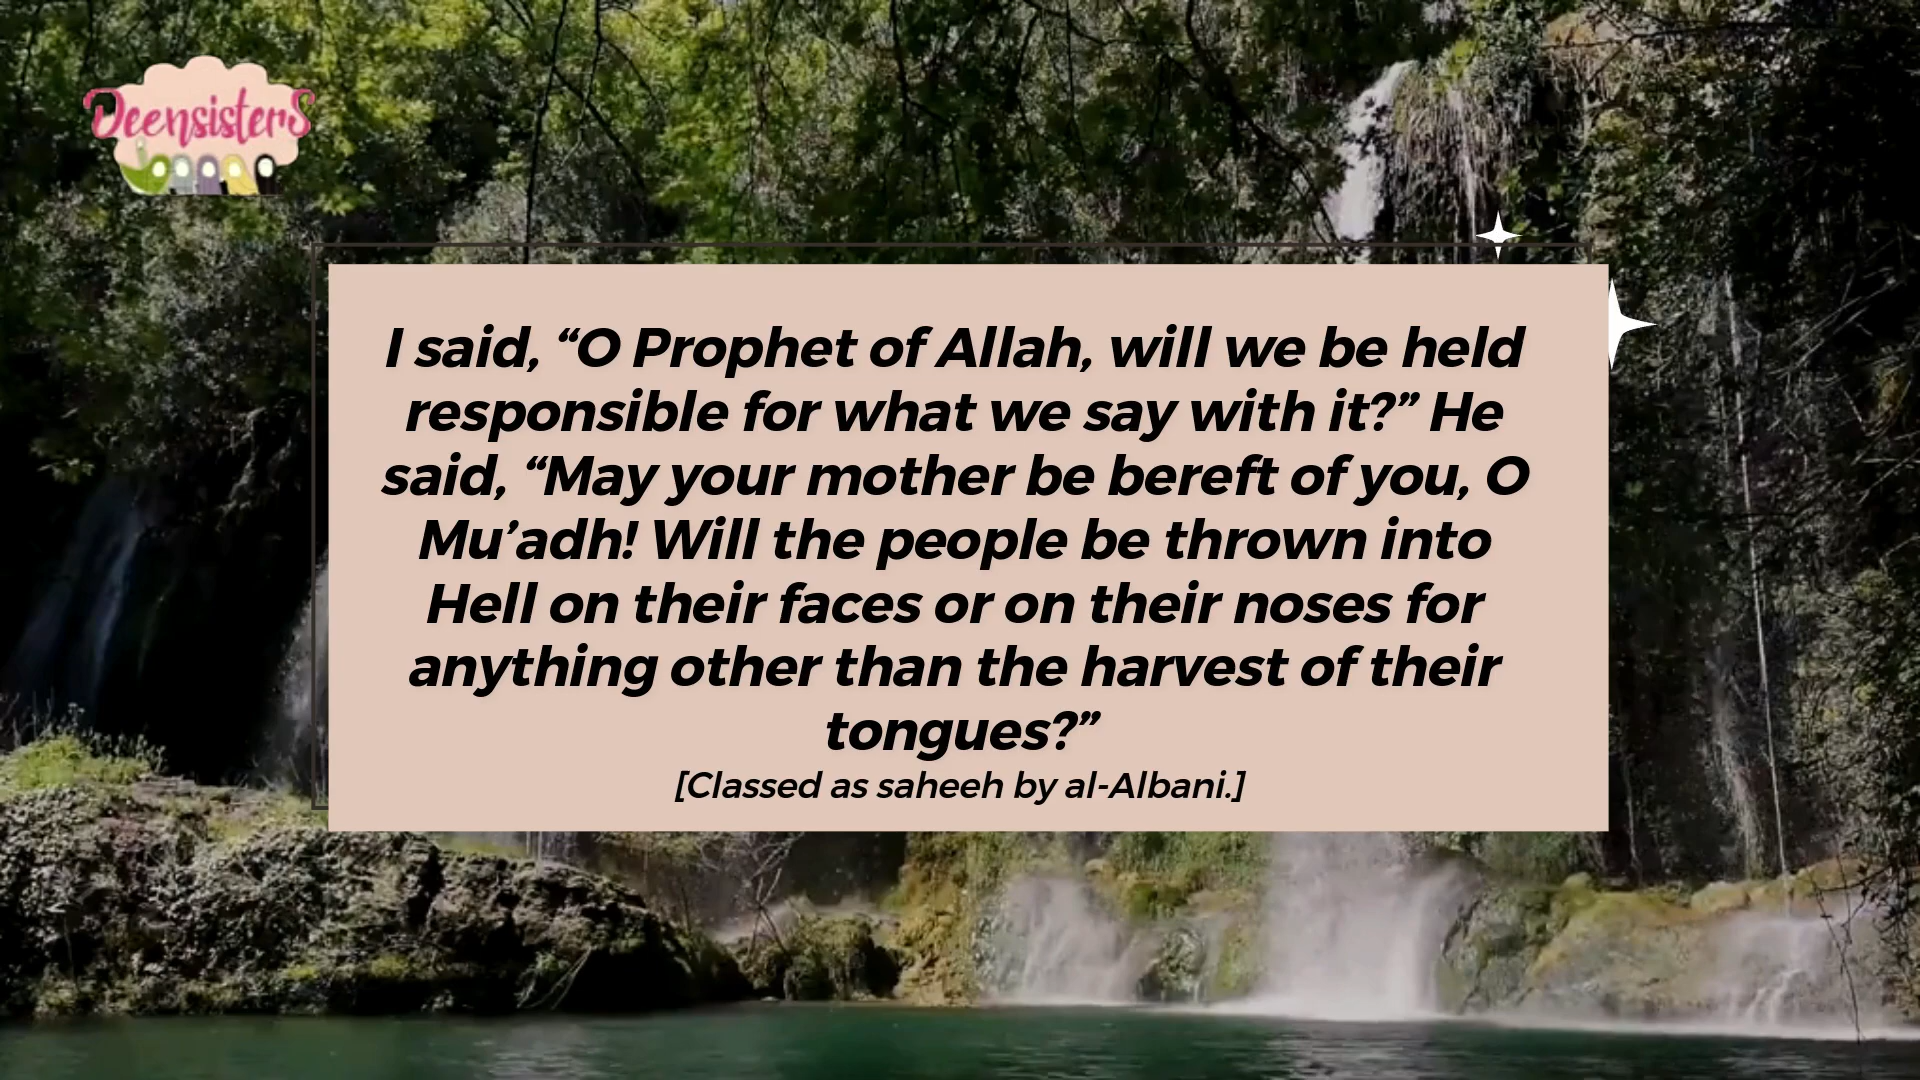 DeensisterS
I said, “O Prophet of Allah, will we be held
responsible for what we say with it?” He
said, “May your mother be bereft of you, O
Mu’adh! Will the people be thrown into
Hell on their faces or on their noses for
anything other than the harvest of their
tongues?”
[Classed as saheeh by al-Albani.]